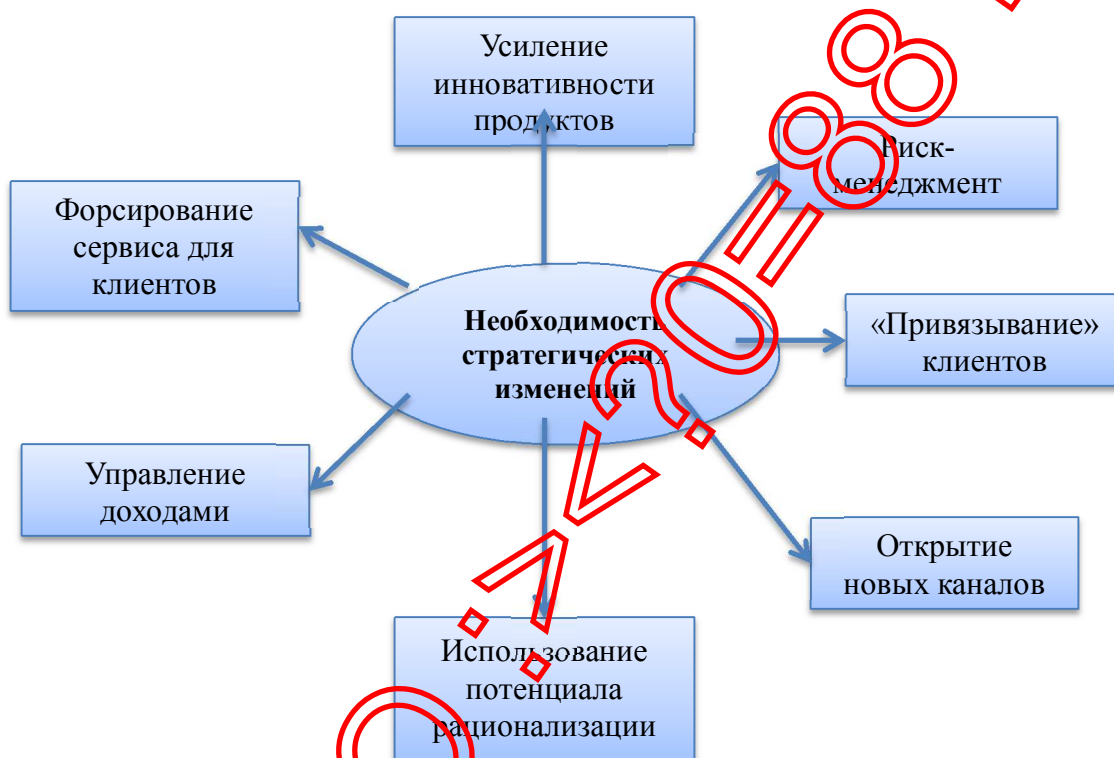 Усиление
инновативности
продуктов
Риск-
менеджмент
Форсирование
сервиса для
клиентов
Необходимость
стратегических
изменений
«Привязывание»
клиентов
Управление
доходами
Открытие
новых каналов
Использование
потенциала
рационализации